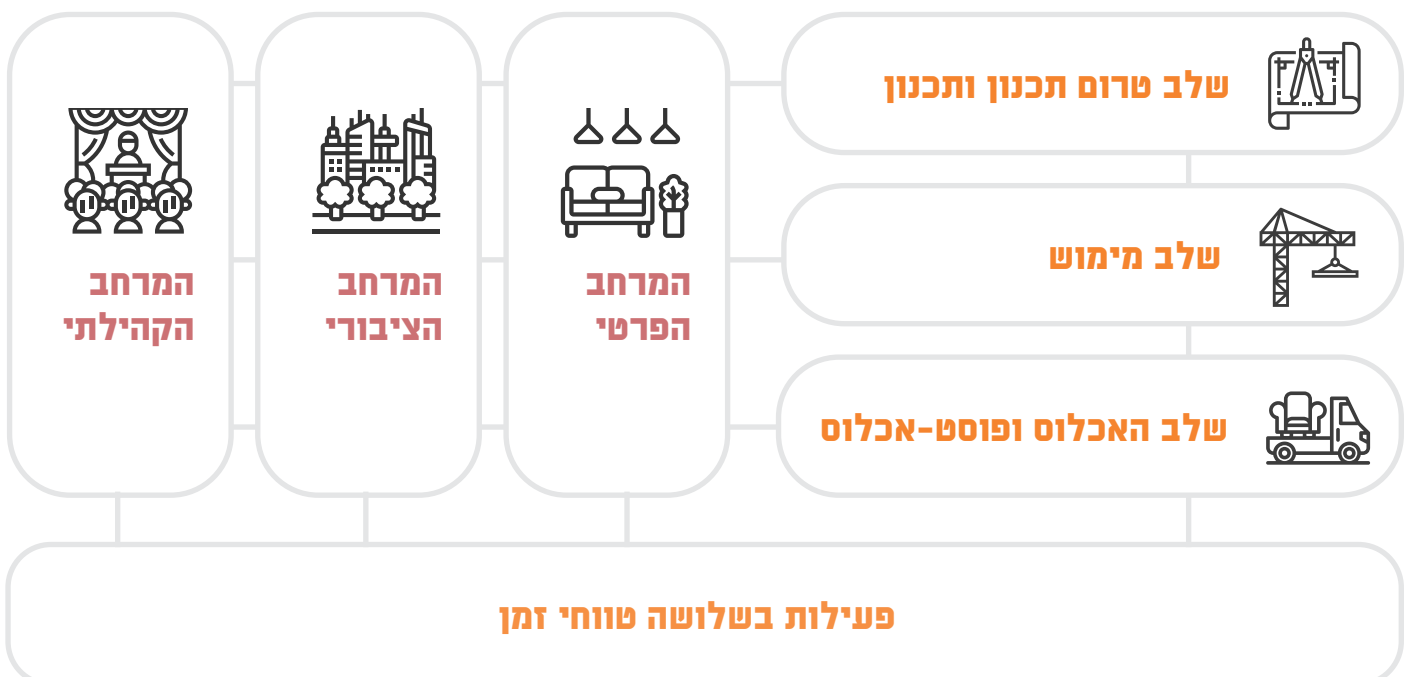 שלב טרום תכנון ותכנון
שלב מימוש
שלב האכלוס ופוסט-אכלוס
המרחב
הפרטי
המרחב
הציבורי
המרחב
הקהילתי
פעילות בשלושה טווחי זמן